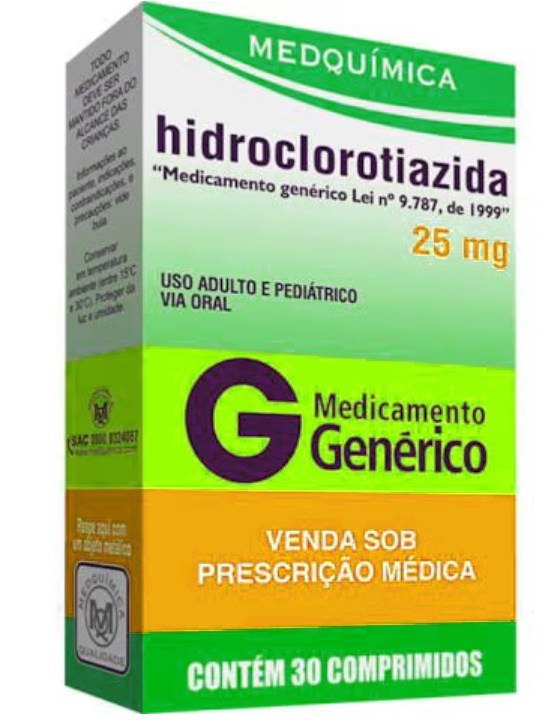 MEDQUÍMICA
hidroclorotiazida
“Medicamento genérico Lei nº 9.787, de 1999”
25 mg
USO ADULTO E PEDIÁTRICO
VIA ORAL
G
Medicamento
Genérico
VENDA SOB
PRESCRIÇÃO MÉDICA
CONTÉM 30 COMPRIMIDOS
TODO
MEDICAMENTO
DEVE SER
MANTIDO FORA DO
ALCANCE DAS
CRIANÇAS.
Informações ao
paciente, indicações,
contraindicações, e
precauções: vide
bula.
Conservar
em temperatura
ambiente (entre 15°C
e 30°C). Proteger da
luz e umidade.
SAC
Raspe aqui com
um objeto metálico
MEDQUÍMICA
QUALIDADE